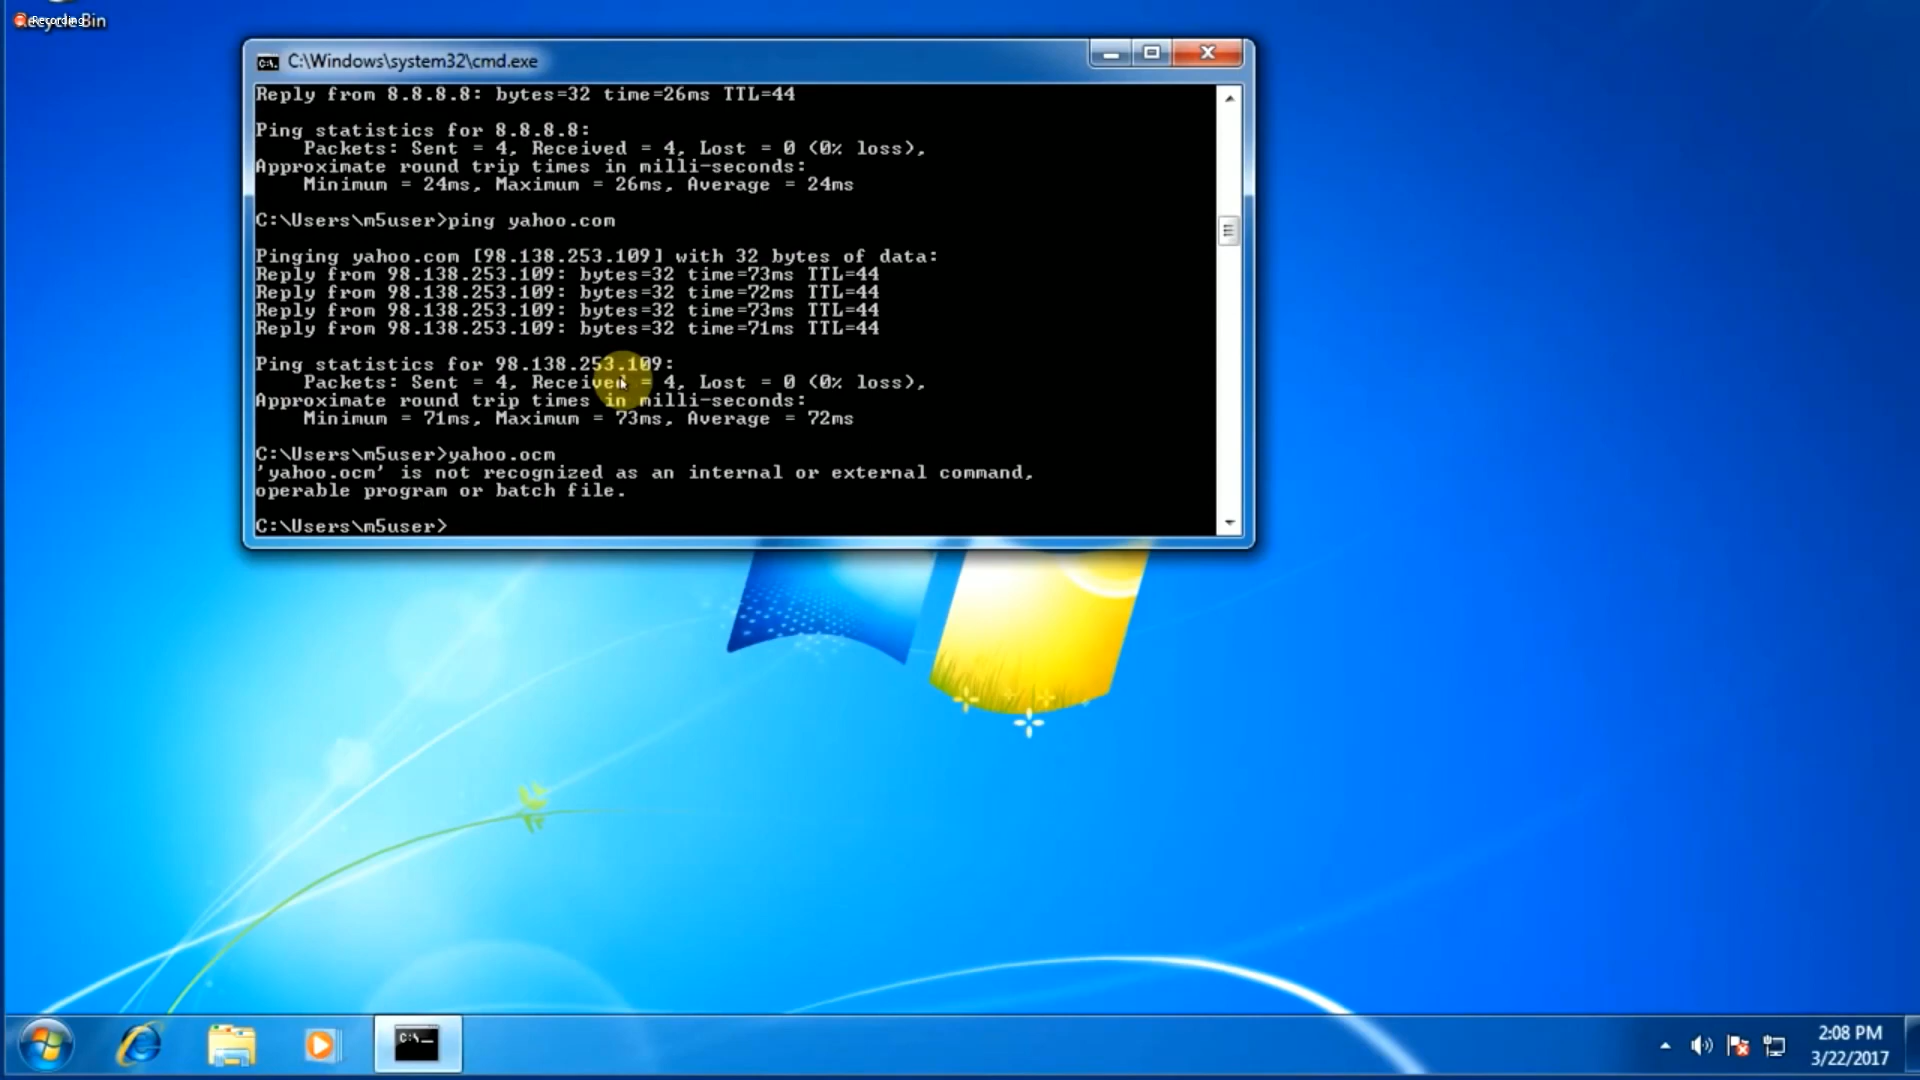 Recycle Bin
Recording
C:\Windows\system32\cmd.exe
Reply from 8.8.8.8: bytes=32 time=26ms TTL=44
Ping statistics for 8.8.8.8:
Packets: Sent = 4, Received = 4, Lost = 0 (0% loss),
Approximate round trip times in milli-seconds:
Minimum = 24ms, Maximum = 26ms, Average = 24ms
C:\Users\m5user>ping yahoo.com
Pinging yahoo.com [98.138.253.109] with 32 bytes of data:
Reply from 98.138.253.109: bytes=32 time=73ms TTL=44
Reply from 98.138.253.109: bytes=32 time=72ms TTL=44
Reply from 98.138.253.109: bytes=32 time=73ms TTL=44
Reply from 98.138.253.109: bytes=32 time=71ms TTL=44
Ping statistics for 98.138.253.109:
Packets: Sent = 4, Received = 4, Lost = 0 (0% loss),
Approximate round trip times in milli-seconds:
Minimum = 71ms, Maximum = 73ms, Average = 72ms
C:\Users\m5user>yahoo.ocm
'yahoo.ocm' is not recognized as an internal or external command,
operable program or batch file.
C:\Users\m5user>
2:08 PM
3/22/2017